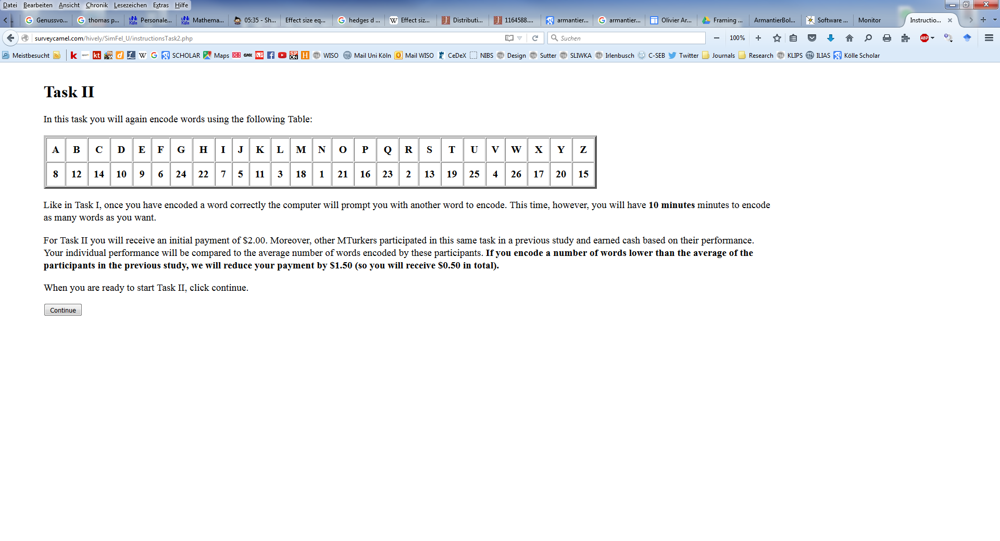 Datei Bearbeiten Ansicht Chronik Lesezeichen Extras Hilfe
Genussvo... thomas p... Personale... Mathema... 05:35 - Sh... Effect size eq... hedges d ... Effect siz... Distributi... 1164588.... armantier... armantier... Olivier Ar... Framing ... ArmantierBol... Software ... Monitor Instructio...
surveycamel.com/hively/SimFel_U/instructionsTask2.php Suchen 100% ABP
Meistbesucht k kt d W G SCHOLAR Maps DB GMX f SP ON H WISO Mail Uni Köln Mail WISO CeDeX NIBS Design Sutter SLIWKA Irlenbusch C-SEB Twitter Journals Research KLIPS ILIAS Kölle Scholar
Task II
In this task you will again encode words using the following Table:
A B C D E F G H I J K L M N O P Q R S T U V W X Y Z
8 12 14 10 9 6 24 22 7 5 11 3 18 1 21 16 23 2 13 19 25 4 26 17 20 15
Like in Task I, once you have encoded a word correctly the computer will prompt you with another word to encode. This time, however, you will have 10 minutes minutes to encode
as many words as you want.
For Task II you will receive an initial payment of $2.00. Moreover, other MTurkers participated in this same task in a previous study and earned cash based on their performance.
Your individual performance will be compared to the average number of words encoded by these participants. If you encode a number of words lower than the average of the
participants in the previous study, we will reduce your payment by $1.50 (so you will receive $0.50 in total).
When you are ready to start Task II, click continue.
Continue